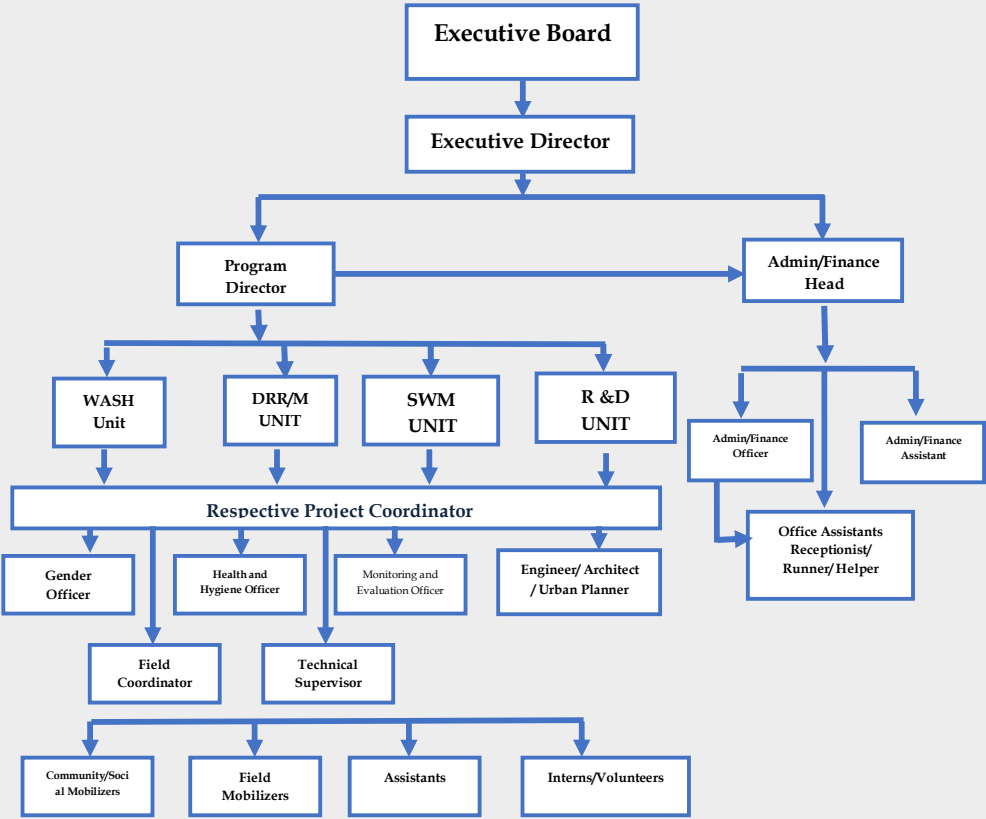 Executive Board
Executive Director
Program
Director
Admin/Finance
Head
WASH
Unit
DRR/M
UNIT
SWM
UNIT
R &D
UNIT
Admin/Finance
Officer
Admin/Finance
Assistant
Respective Project Coordinator
Office Assistants
Receptionist/
Runner/ Helper
Gender
Officer
Health and
Hygiene Officer
Monitoring and
Evaluation Officer
Engineer/ Architect
/ Urban Planner
Field
Coordinator
Technical
Supervisor
Community/Soci
al Mobilizers
Field
Mobilizers
Assistants
Interns/Volunteers